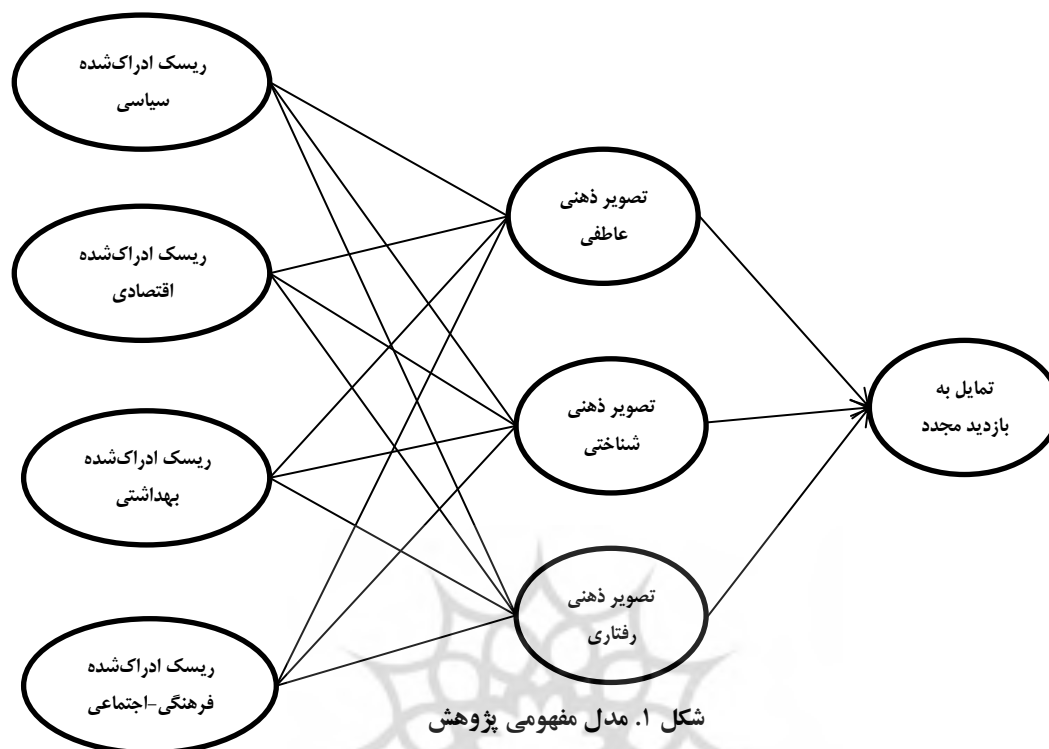 ریسک ادراک‌شده
سیاسی
ریسک ادراک‌شده
اقتصادی
ریسک ادراک‌شده
بهداشتی
ریسک ادراک‌شده
فرهنگی-اجتماعی
تصویر ذهنی
عاطفی
تصویر ذهنی
شناختی
تصویر ذهنی
رفتاری
تمایل به
بازدید مجدد
شکل ۱. مدل مفهومی پژوهش